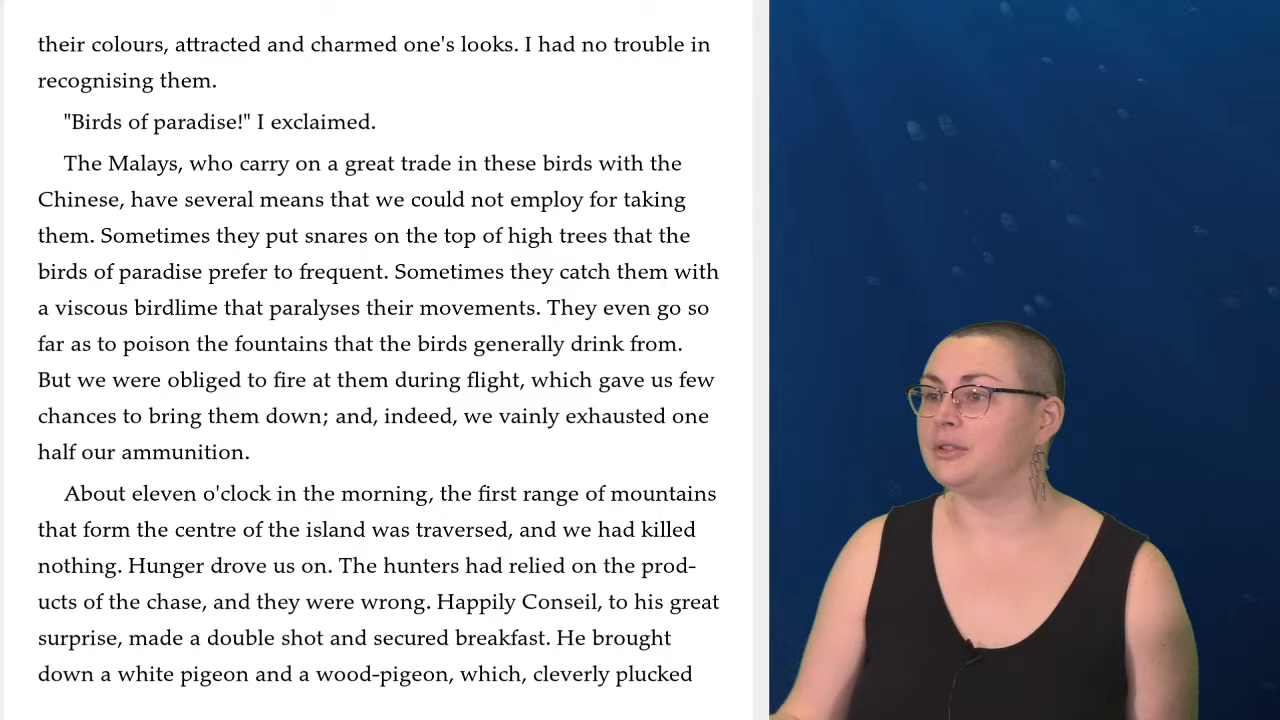 their colours, attracted and charmed one's looks. I had no trouble in
recognising them.
"Birds of paradise!" I exclaimed.
The Malays, who carry on a great trade in these birds with the
Chinese, have several means that we could not employ for taking
them. Sometimes they put snares on the top of high trees that the
birds of paradise prefer to frequent. Sometimes they catch them with
a viscous birdlime that paralyses their movements. They even go so
far as to poison the fountains that the birds generally drink from.
But we were obliged to fire at them during flight, which gave us few
chances to bring them down; and, indeed, we vainly exhausted one
half our ammunition.
About eleven o'clock in the morning, the first range of mountains
that form the centre of the island was traversed, and we had killed
nothing. Hunger drove us on. The hunters had relied on the prod-
ucts of the chase, and they were wrong. Happily Conseil, to his great
surprise, made a double shot and secured breakfast. He brought
down a white pigeon and a wood-pigeon, which, cleverly plucked